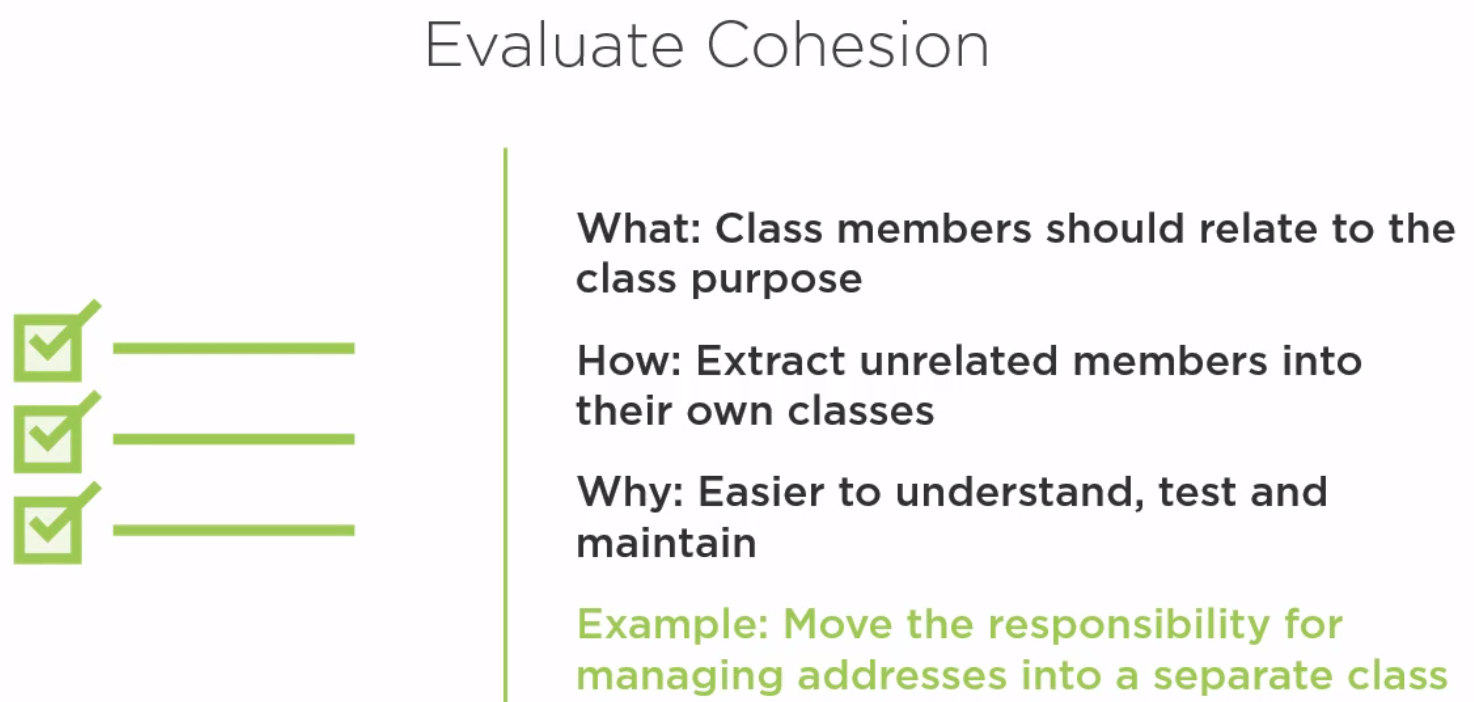 Evaluate Cohesion
What: Class members should relate to the
class purpose
How: Extract unrelated members into
their own classes
Why: Easier to understand, test and
maintain
Example: Move the responsibility for
managing addresses into a separate class